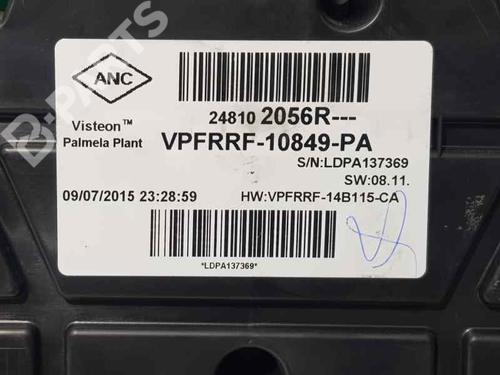 ANC
24810 2056R---
Visteon™
Palmela Plant
VPFRRF-10849-PA
S/N:LDPA137369
SW:08.11.
09/07/2015 23:28:59
HW:VPFRRF-14B115-CA
*LDPA137369*
B-PARTS